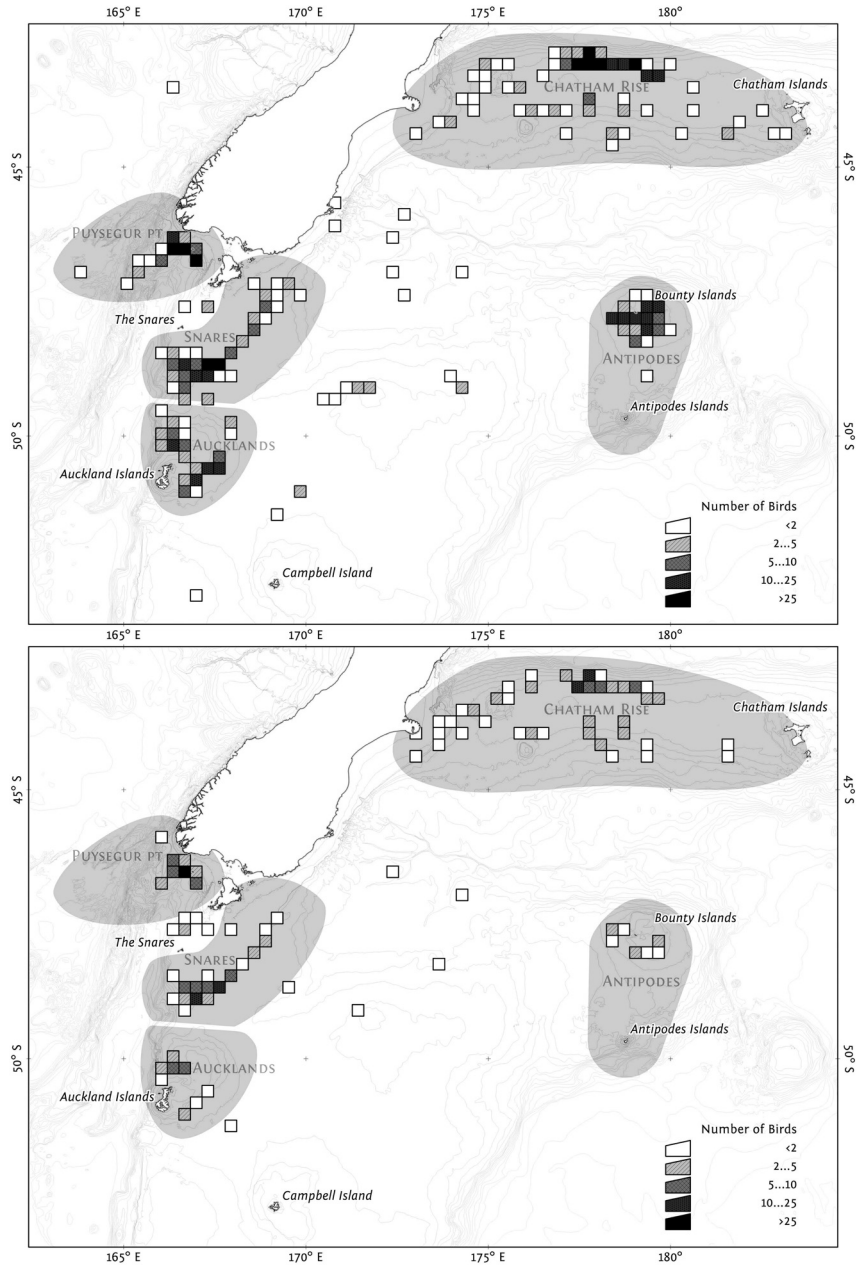 165° E 170° E 175° E 180°
CHATHAM RISE
Chatham Islands
45° S 45° S
PUYSEGUR PT
The Snares
SNARES
Bounty Islands
ANTIPODES
Antipodes Islands
50° S 50° S
AUCKLANDS
Auckland Islands
Campbell Island
Number of Birds
<2
2...5
5...10
10...25
>25
165° E 170° E 175° E 180°
CHATHAM RISE
Chatham Islands
45° S 45° S
PUYSEGUR PT
The Snares
SNARES
Bounty Islands
ANTIPODES
Antipodes Islands
50° S 50° S
AUCKLANDS
Auckland Islands
Campbell Island
Number of Birds
<2
2...5
5...10
10...25
>25
165° E 170° E 175° E 180°